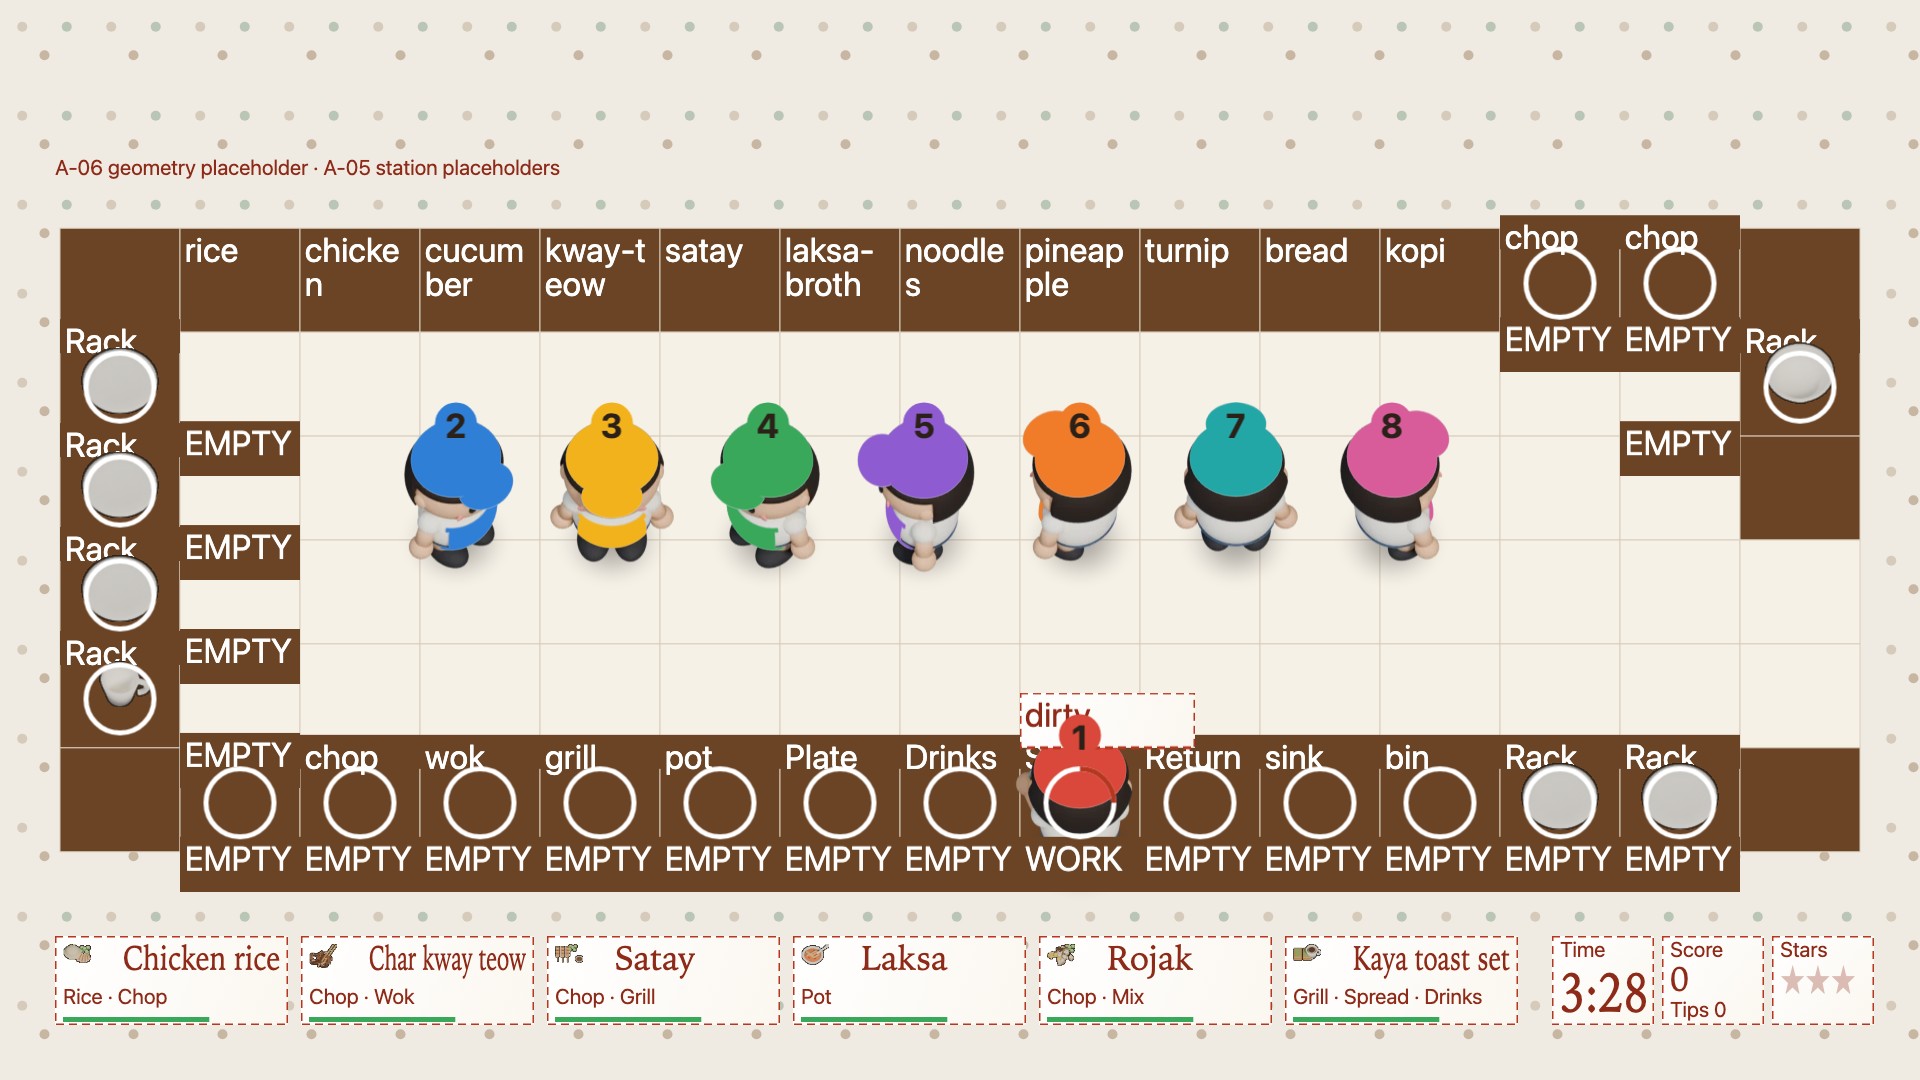 A-06 geometry placeholder · A-05 station placeholders
rice
chicke
n
cucum
ber
kway-t
eow
satay
laksa-
broth
noodle
s
pineap
ple
turnip
bread
kopi
chop
chop
EMPTY
EMPTY
Rack
Rack
Rack
EMPTY
EMPTY
2
3
4
5
6
7
8
Rack
EMPTY
Rack
EMPTY
dirty
1
EMPTY
chop
wok
grill
pot
Plate
Drinks
Return
sink
bin
Rack
Rack
EMPTY
EMPTY
EMPTY
EMPTY
EMPTY
EMPTY
EMPTY
WORK
EMPTY
EMPTY
EMPTY
EMPTY
EMPTY
Chicken rice
Rice · Chop
Char kway teow
Chop · Wok
Satay
Chop · Grill
Laksa
Pot
Rojak
Chop · Mix
Kaya toast set
Grill · Spread · Drinks
Time
3:28
Score
0
Tips 0
Stars